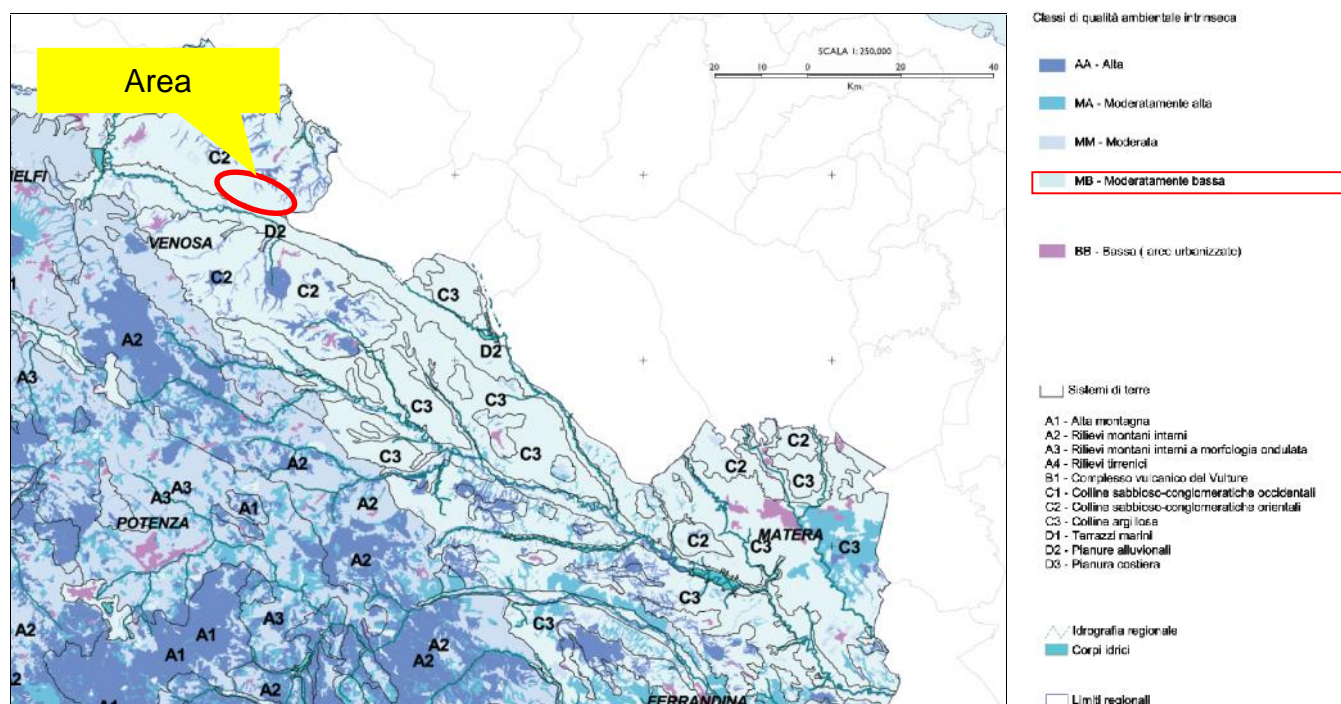 Area
SCALA 1:250,000
20 10 0 20 40
Km.
C2
ELFI
D2
VENOSA
C2
C2
C3
A2
D2
A3
C3
C3
C3
C3
A2
C2
C2
C3
A3
A3
A1
A2
POTENZA
MATERA
C2
C3
C3
A2
C3
A3
C3
A1
A2
A1
A2
A2
A2
FERRANDINA
A1
Classi di qualità ambientale intrinseca
AA - Alta
MA - Moderatamente alta
MM - Moderata
MB - Moderatamente bassa
BB - Bassa ( aree urbanizzate)
Sistemi di terre
A1 - Alta montagna
A2 - Rilievi montani interni
A3 - Rilievi montani interni a morfologia ondulata
A4 - Rilievi tirrenici
B1 - Complesso vulcanico del Vulture
C1 - Colline sabbioso-conglomeratiche occidentali
C2 - Colline sabbioso-conglomeratiche orientali
C3 - Colline argillose
D1 - Terrazzi marini
D2 - Pianure alluvionali
D3 - Pianura costiera
Idrografia regionale
Corpi idrici
Limiti regionali